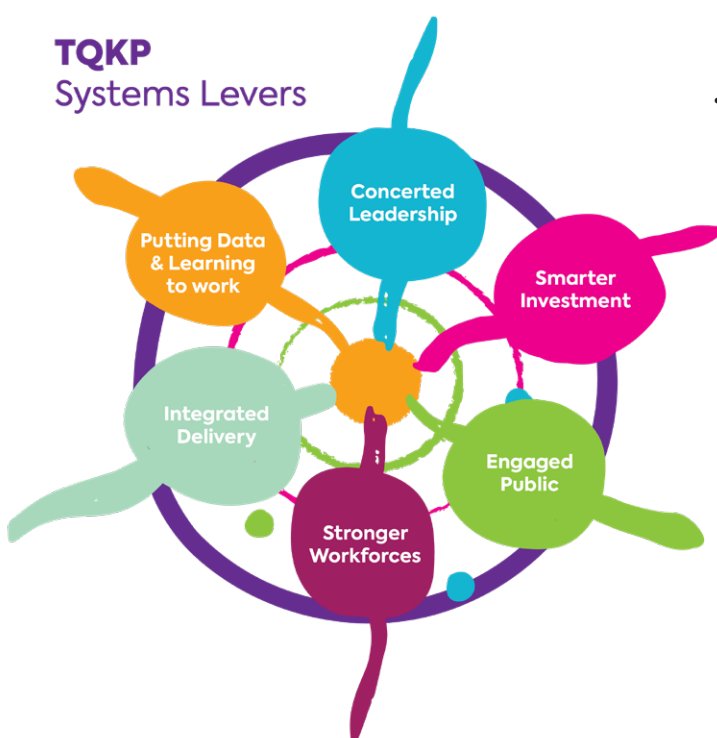 TQKP
Systems Levers
Concerted
Leadership
Smarter
Investment
Engaged
Public
Stronger
Workforces
Integrated
Delivery
Putting Data
& Learning
to work